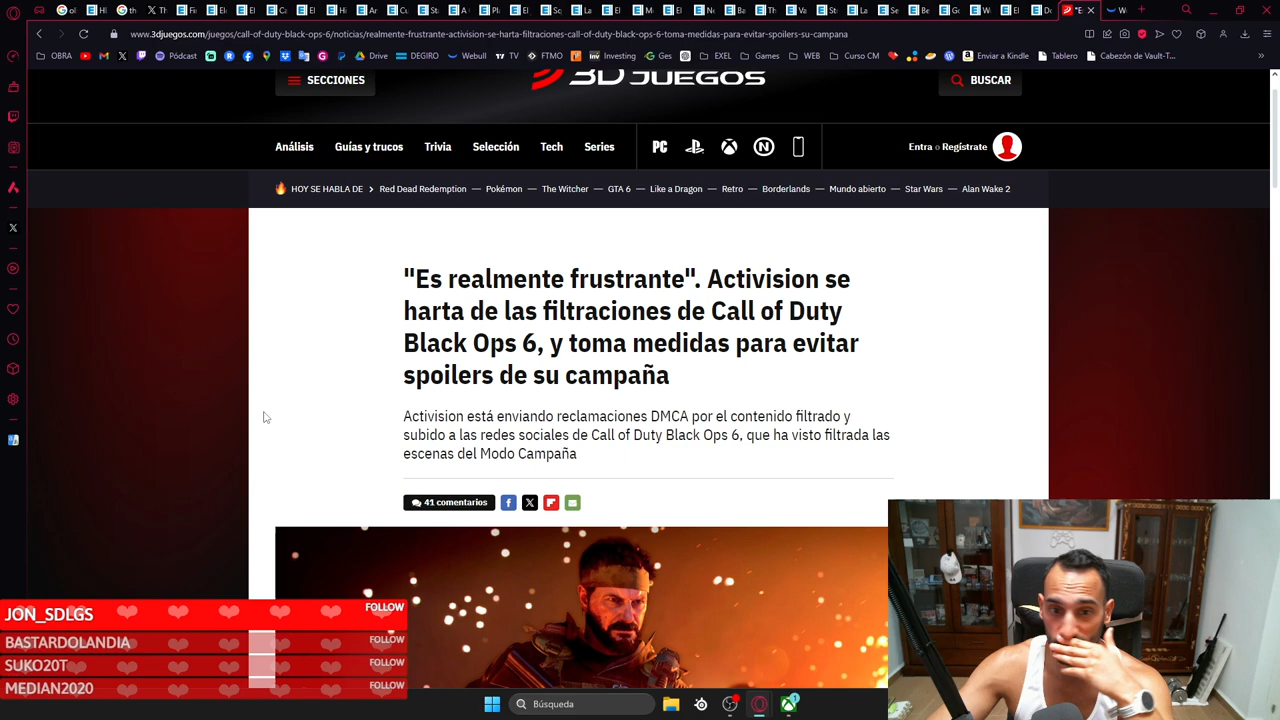 www.3djuegos.com/juegos/call-of-duty-black-ops-6/noticias/realmente-frustrante-activision-se-harta-filtraciones-call-of-duty-black-ops-6-toma-medidas-para-evitar-spoilers-su-campana
OBRA Pódcast Drive DEGIRO Webull TV FTMO Investing Ges EXEL Games WEB Curso CM Enviar a Kindle Tablero Cabezón de Vault-T...
SECCIONES 3D JUEGOS BUSCAR
Análisis Guías y trucos Trivia Selección Tech Series PC Entra o Regístrate
HOY SE HABLA DE Red Dead Redemption — Pokémon — The Witcher — GTA 6 — Like a Dragon — Retro — Borderlands — Mundo abierto — Star Wars — Alan Wake 2
"Es realmente frustrante". Activision se
harta de las filtraciones de Call of Duty
Black Ops 6, y toma medidas para evitar
spoilers de su campaña
Activision está enviando reclamaciones DMCA por el contenido filtrado y
subido a las redes sociales de Call of Duty Black Ops 6, que ha visto filtrada las
escenas del Modo Campaña
41 comentarios
JON_SDLGS FOLLOW
BASTARDOLANDIA FOLLOW
SUKO20T FOLLOW
MEDIAN2020 FOLLOW
Búsqueda